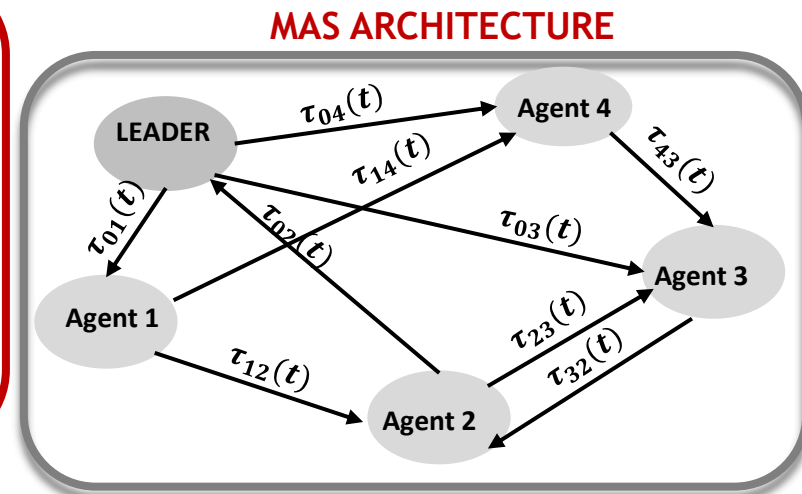 MAS ARCHITECTURE
LEADER
τ₀₄(t)
Agent 4
τ₁₄(t)
τ₄₃(t)
τ₀₁(t)
τ₀₂(t)
τ₀₃(t)
Agent 3
Agent 1
τ₂₃(t)
τ₁₂(t)
τ₃₂(t)
Agent 2